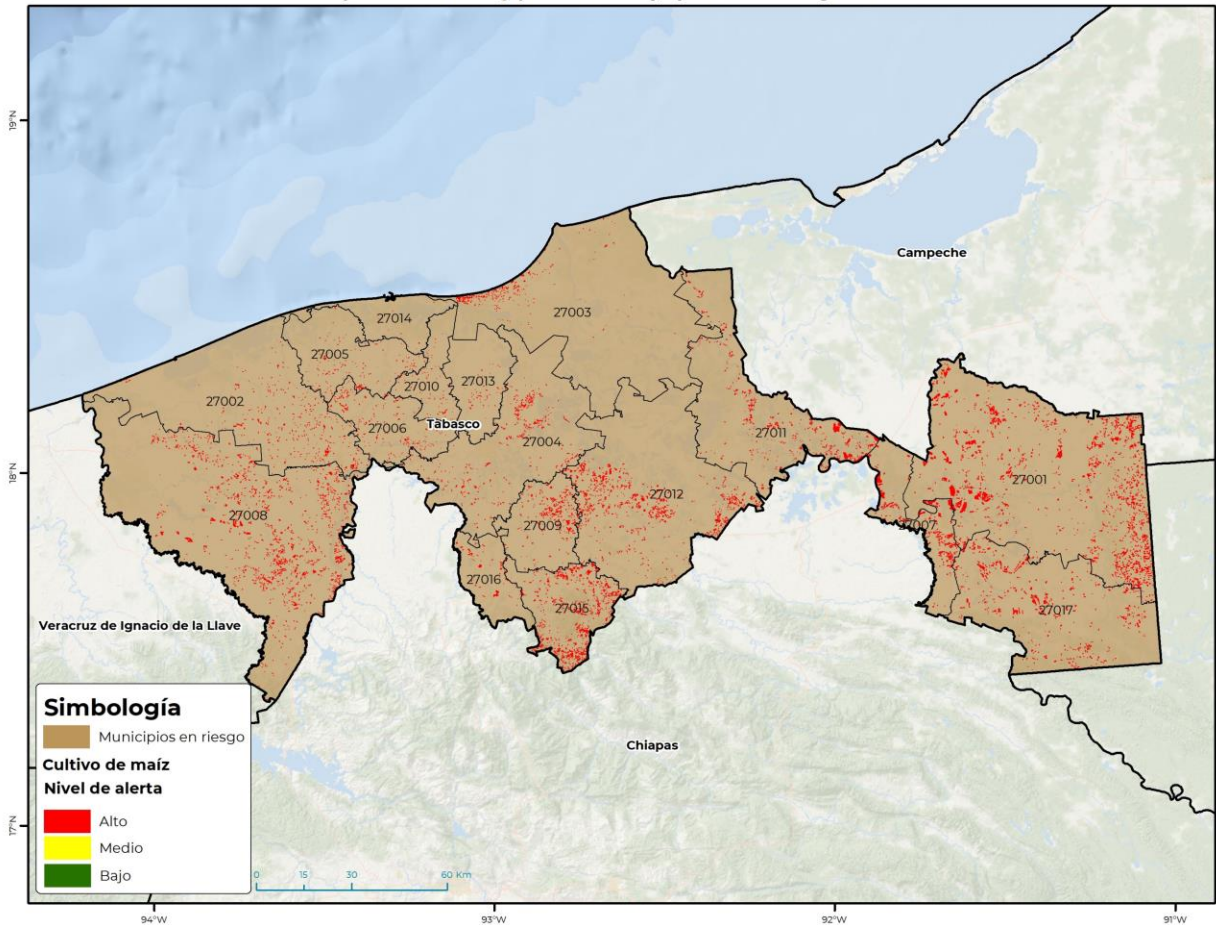 19°N
Campeche
27014
27003
27005
27010
27013
27002
27006
Tabasco
27004
27011
18°N
27001
27008
27012
27009
27007
27016
27015
27017
Veracruz de Ignacio de la Llave
Simbología
Municipios en riesgo
Cultivo de maíz
Nivel de alerta
Alto
Medio
Bajo
Chiapas
17°N
0 15 30 60 Km
94°W 93°W 92°W 91°W